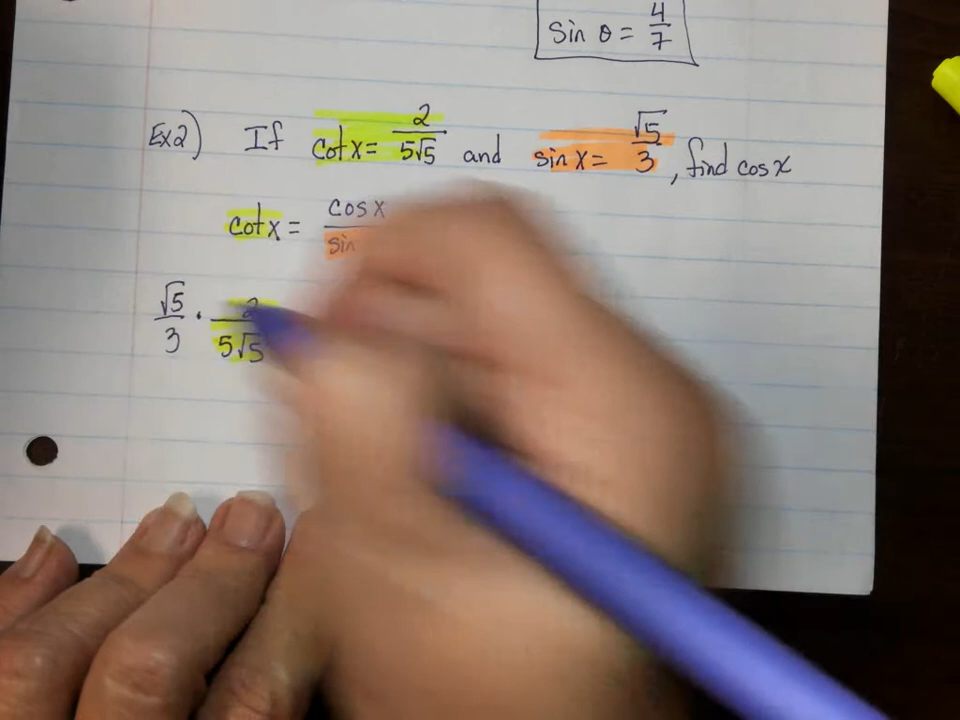 sin θ = 4/7
Ex2) If cot x = 2/5√5 and sin x = √5/3, find cos x
cot x = cos x/sin
√5/3 · 2/5√5